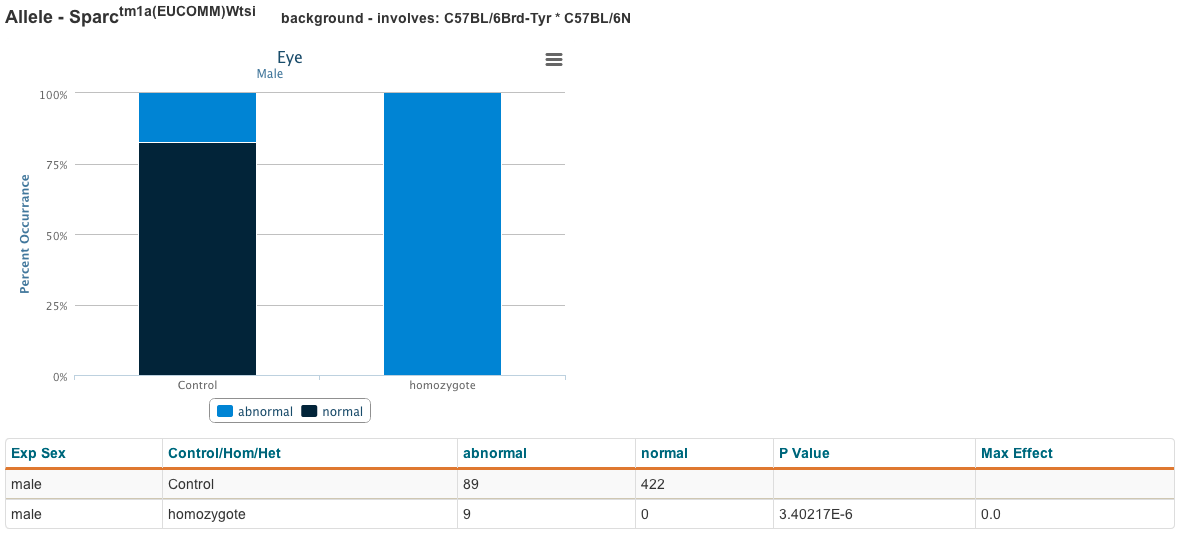 Allele - Sparctm1a(EUCOMM)Wtsi background - involves: C57BL/6Brd-Tyr * C57BL/6N
Eye
Male
100%
75%
50%
25%
0%
Percent Occurrance
Control homozygote
abnormal normal
Exp Sex Control/Hom/Het abnormal normal P Value Max Effect
male Control 89 422
male homozygote 9 0 3.40217E-6 0.0